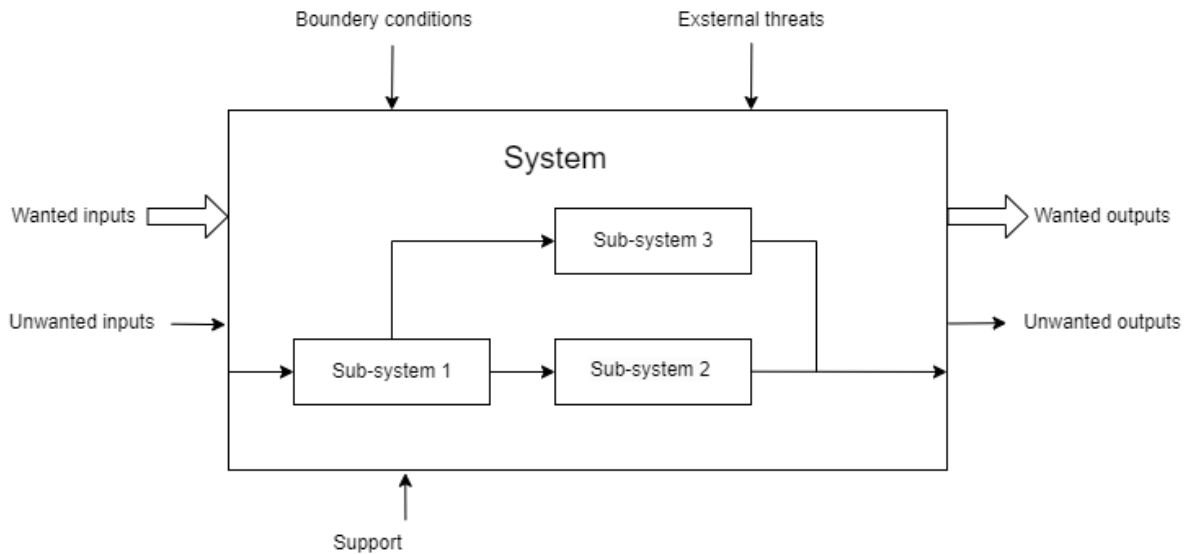 Boundery conditions
Exsternal threats
System
Wanted inputs
Wanted outputs
Sub-system 3
Unwanted inputs
Unwanted outputs
Sub-system 1
Sub-system 2
Support